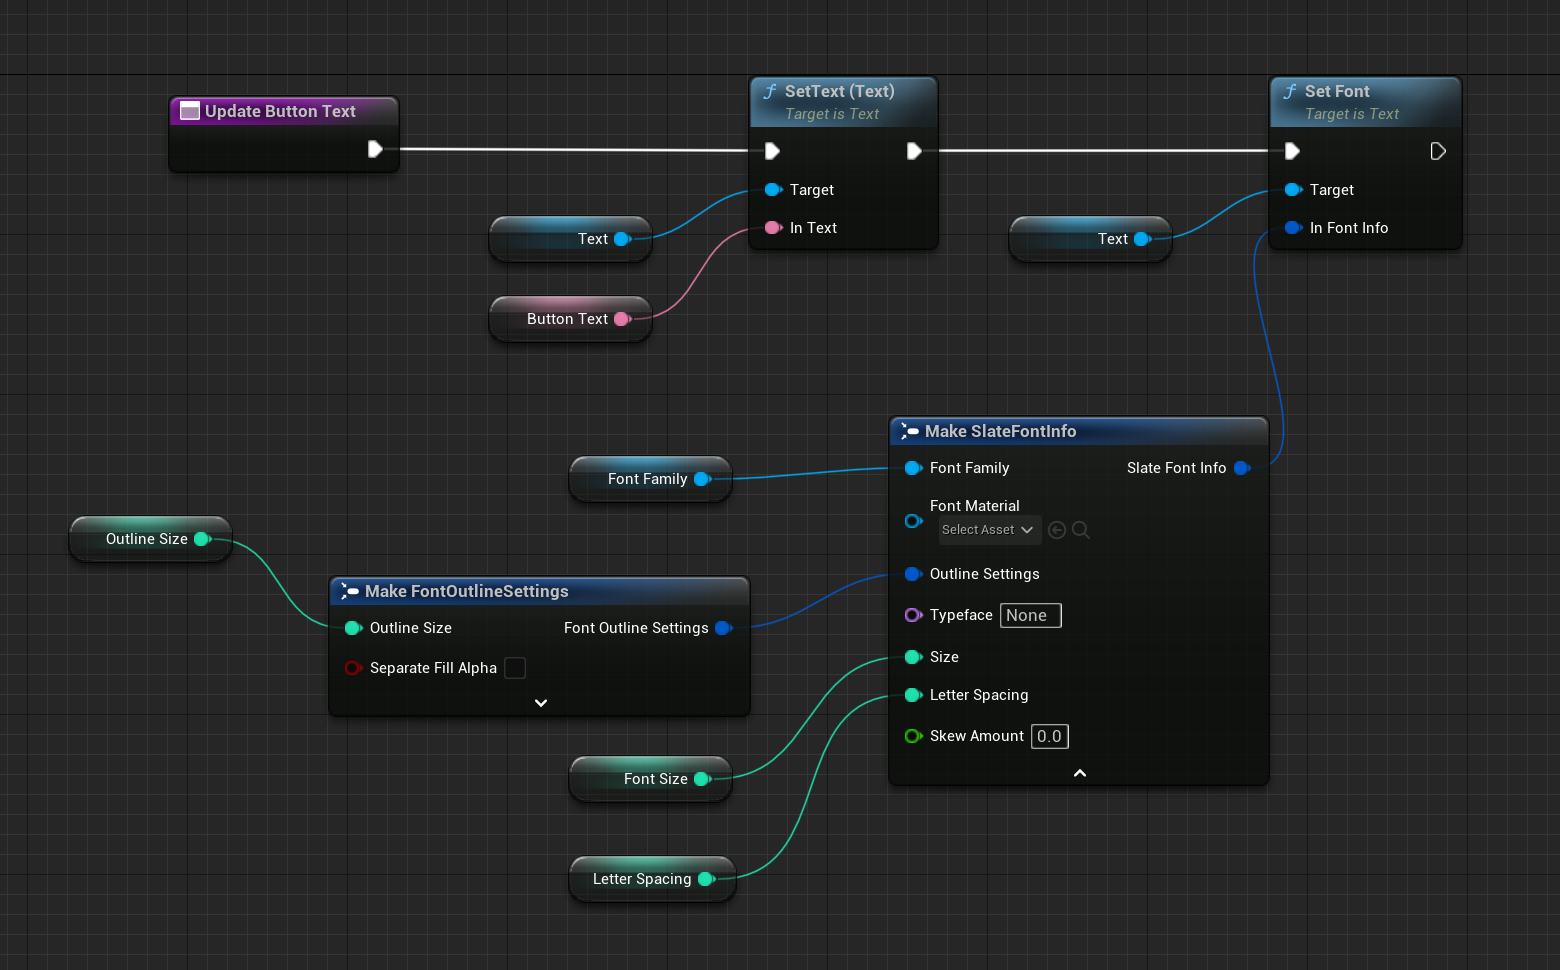 Update Button Text
SetText (Text)
Target is Text
Target
In Text
Text
Button Text
Set Font
Target is Text
Target
In Font Info
Text
Make SlateFontInfo
Font Family
Slate Font Info
Font Material
Select Asset
Outline Settings
Typeface None
Size
Letter Spacing
Skew Amount 0.0
Font Family
Outline Size
Make FontOutlineSettings
Outline Size
Font Outline Settings
Separate Fill Alpha
Font Size
Letter Spacing